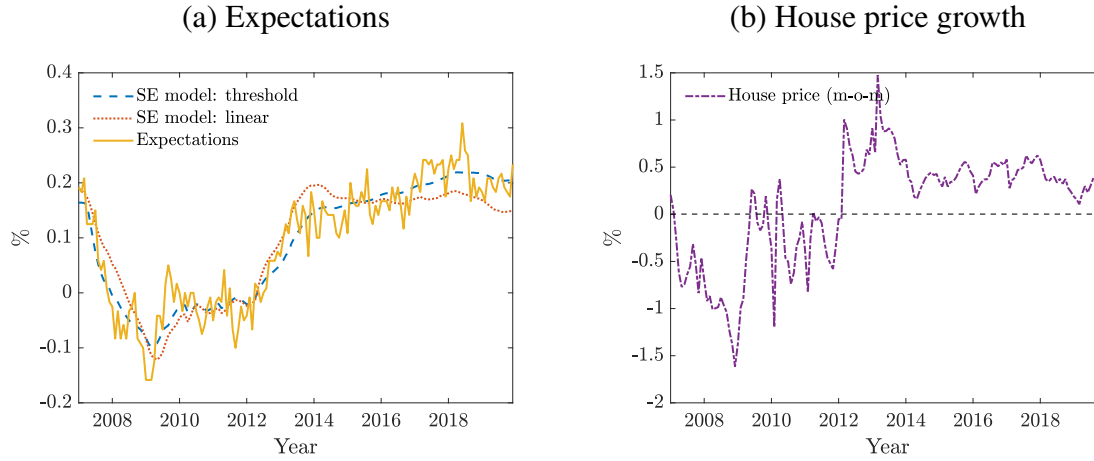 (a) Expectations
0.4
0.3
0.2
0.1
0
-0.1
-0.2
%
SE model: threshold
SE model: linear
Expectations
2008 2010 2012 2014 2016 2018
Year
(b) House price growth
1.5
1
0.5
0
-0.5
-1
-1.5
-2
%
House price (m-o-m)
2008 2010 2012 2014 2016 2018
Year